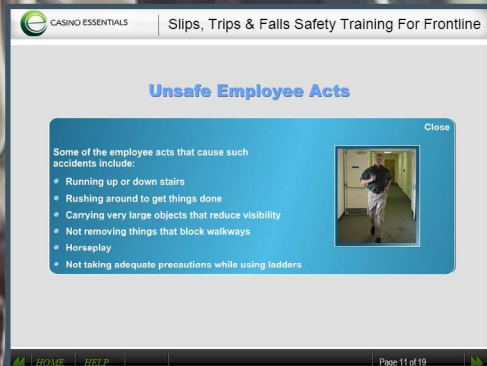 CASINO ESSENTIALS
Slips, Trips & Falls Safety Training For Frontline
Unsafe Employee Acts
Close
Some of the employee acts that cause such
accidents include:
Running up or down stairs
Rushing around to get things done
Carrying very large objects that reduce visibility
Not removing things that block walkways
Horseplay
Not taking adequate precautions while using ladders
HOME HELP Page 11 of 19